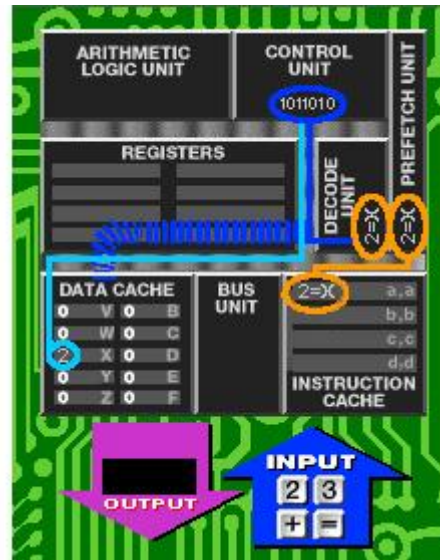 ARITHMETIC
LOGIC UNIT
CONTROL
UNIT
1011010
PREFETCH UNIT
2=X
REGISTERS
DECODE
UNIT
2=X
DATA CACHE
0 V 0 B
0 W 0 C
2 X 0 D
0 Y 0 E
0 Z 0 F
BUS
UNIT
2=X a,a
b,b
c,c
d,d
INSTRUCTION
CACHE
OUTPUT
INPUT
2 3
+ =